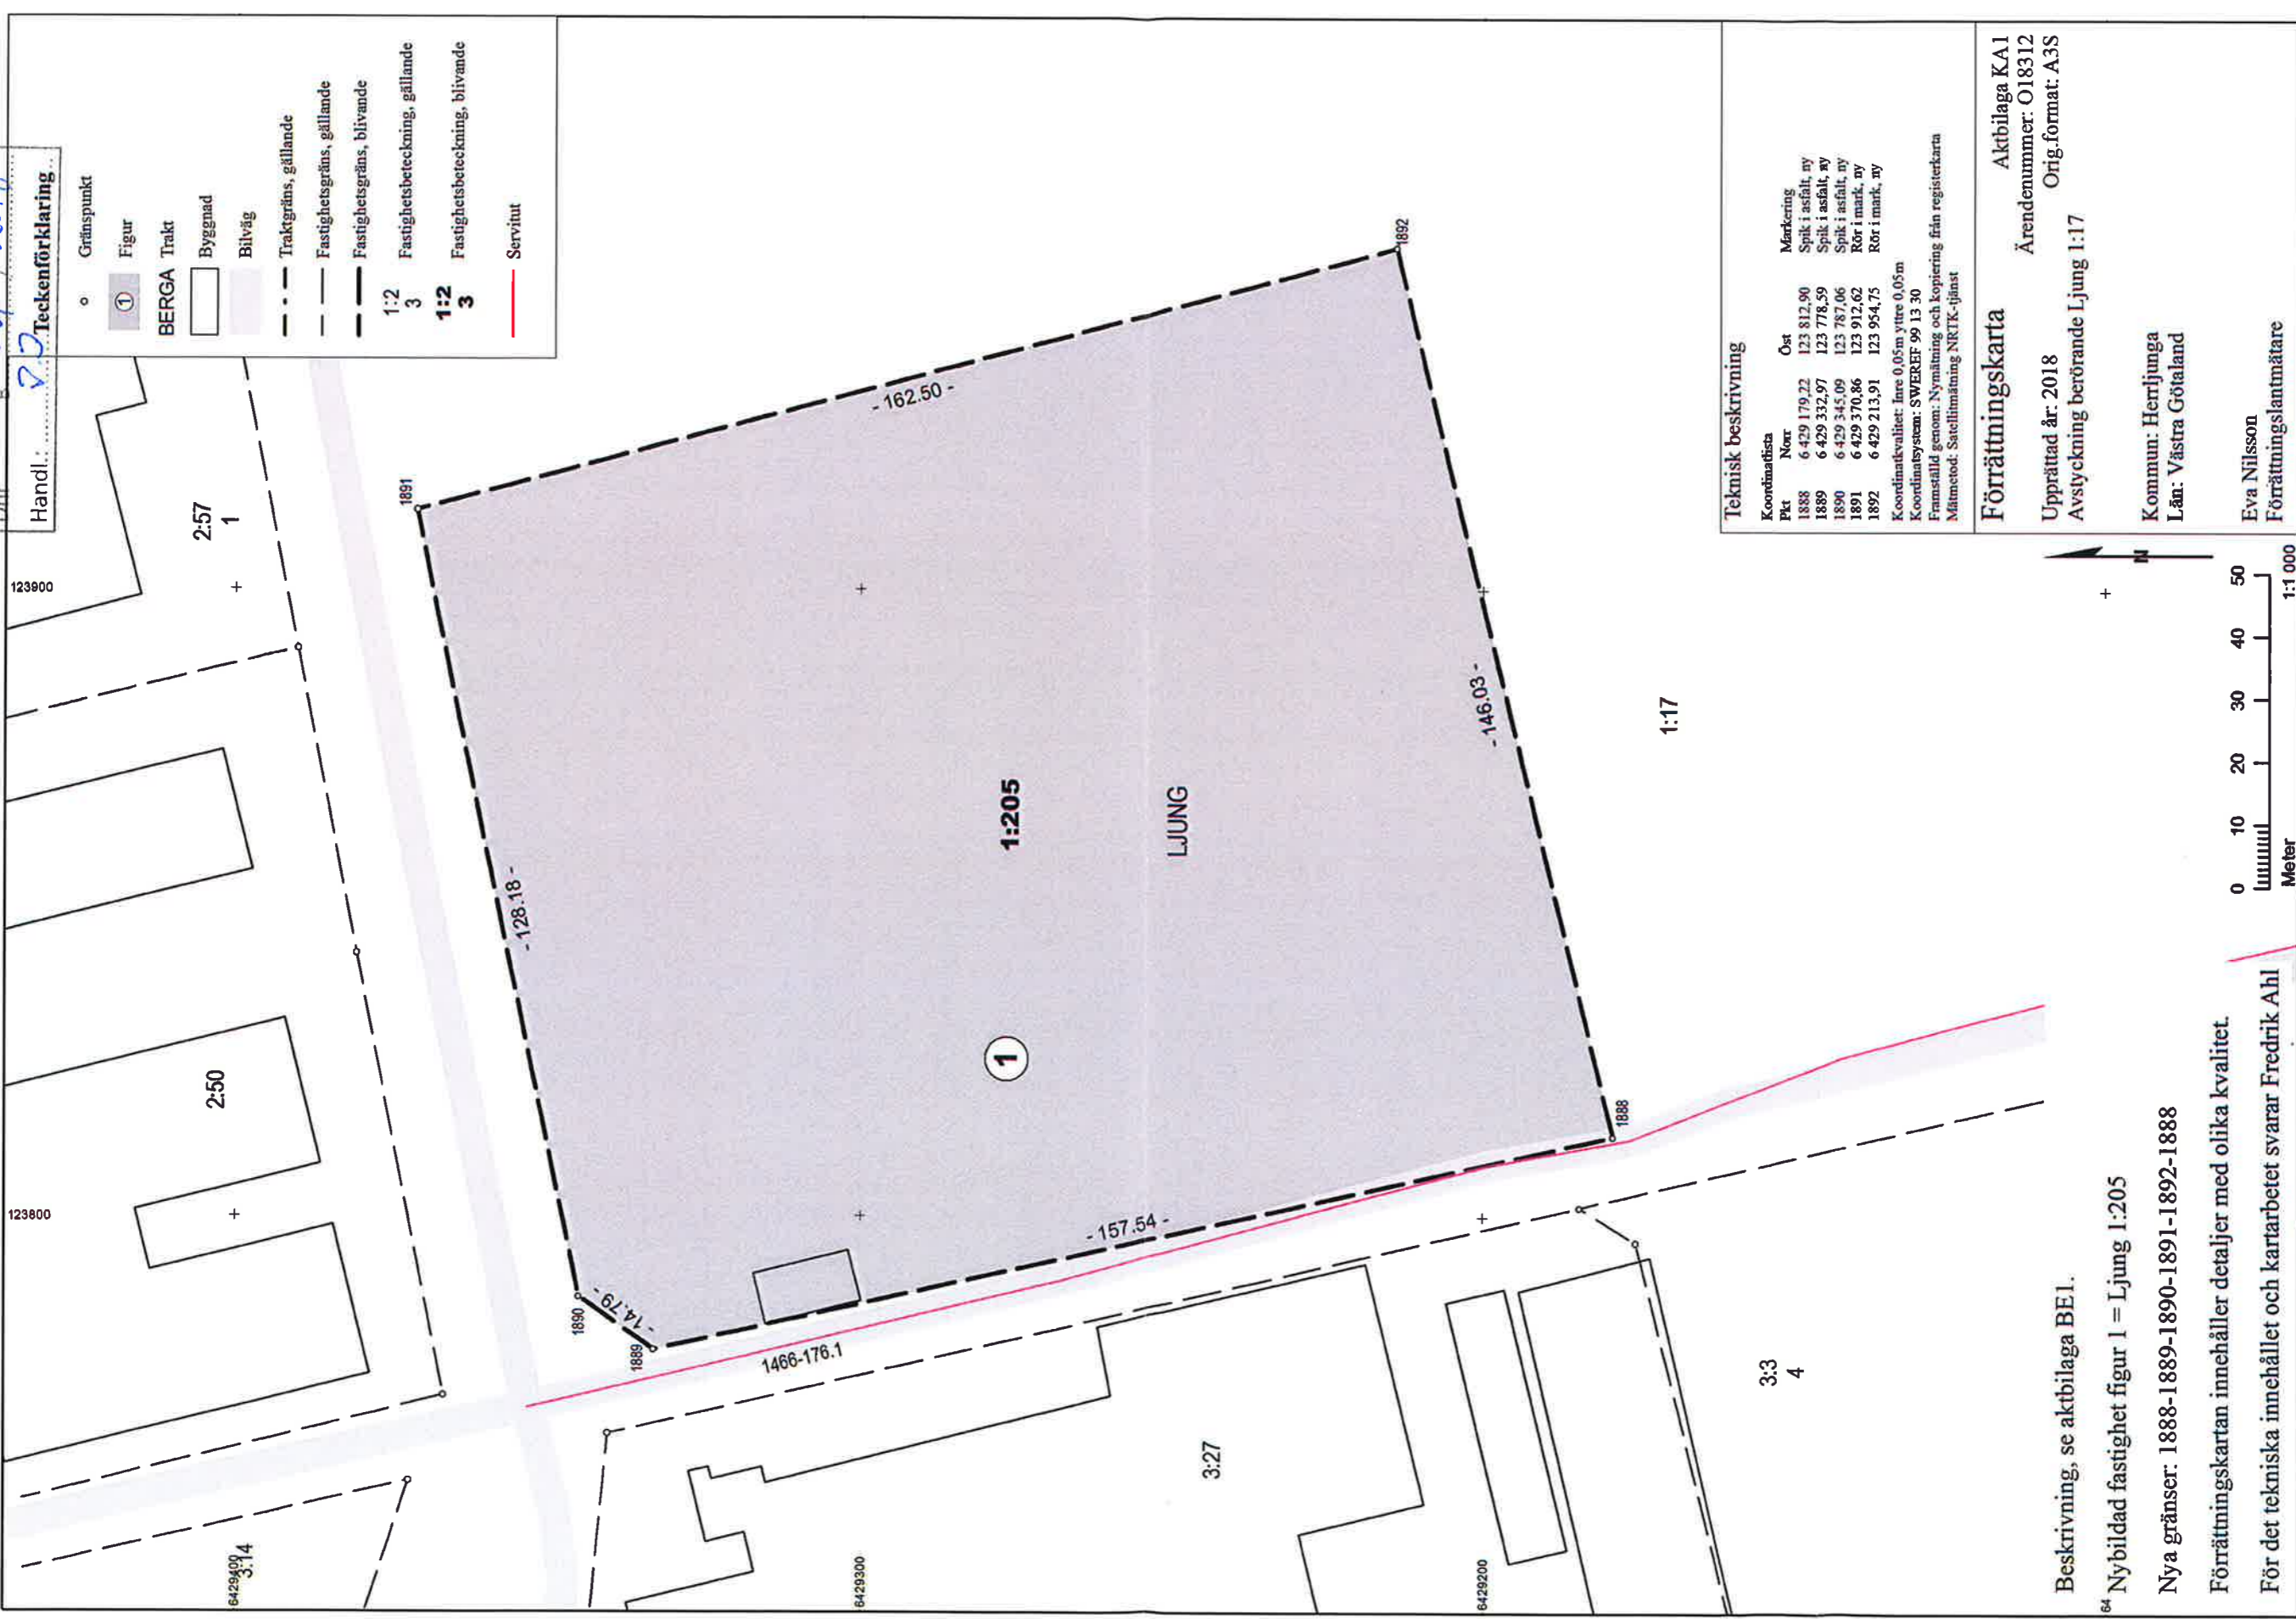 Handl.:
Teckenförklaring
Gränspunkt
1 Figur
BERGA Trakt
Byggnad
Bilväg
Traktgräns, gällande
Fastighetsgräns, gällande
Fastighetsgräns, blivande
1:2
3
Fastighetsbeteckning, gällande
1:2
3
Fastighetsbeteckning, blivande
Servitut
123800
123900
6429400
6429300
6429200
64
3:14
2:50
2:57
1
1890
1889
1891
1892
1888
- 14.79 -
- 128.18 -
- 162.50 -
- 146.03 -
- 157.54 -
1466-176.1
1:205
LJUNG
1
3:27
3:3
4
1:17
Beskrivning, se aktbilaga BE1.
Nybildad fastighet figur 1 = Ljung 1:205
Nya gränser: 1888-1889-1890-1891-1892-1888
Förrättningskartan innehåller detaljer med olika kvalitet.
För det tekniska innehållet och kartarbetet svarar Fredrik Ahl
N
0 10 20 30 40 50
Meter 1:1 000
Teknisk beskrivning
Koordinatlista
Pkt Norr Öst Markering
1888 6 429 179,22 123 812,90 Spik i asfalt, ny
1889 6 429 332,97 123 778,59 Spik i asfalt, ny
1890 6 429 345,09 123 787,06 Spik i asfalt, ny
1891 6 429 370,86 123 912,62 Rör i mark, ny
1892 6 429 213,91 123 954,75 Rör i mark, ny
Koordinatkvalitet: Inre 0,05m yttre 0,05m
Koordinatsystem: SWEREF 99 13 30
Framställd genom: Nymätning och kopiering från registerkarta
Mätmetod: Satellitmätning NRTK-tjänst
Förrättningskarta Aktbilaga KA1
Ärendenummer: O18312
Upprättad år: 2018 Orig.format: A3S
Avstyckning berörande Ljung 1:17
Kommun: Herrljunga
Län: Västra Götaland
Eva Nilsson
Förrättningslantmätare